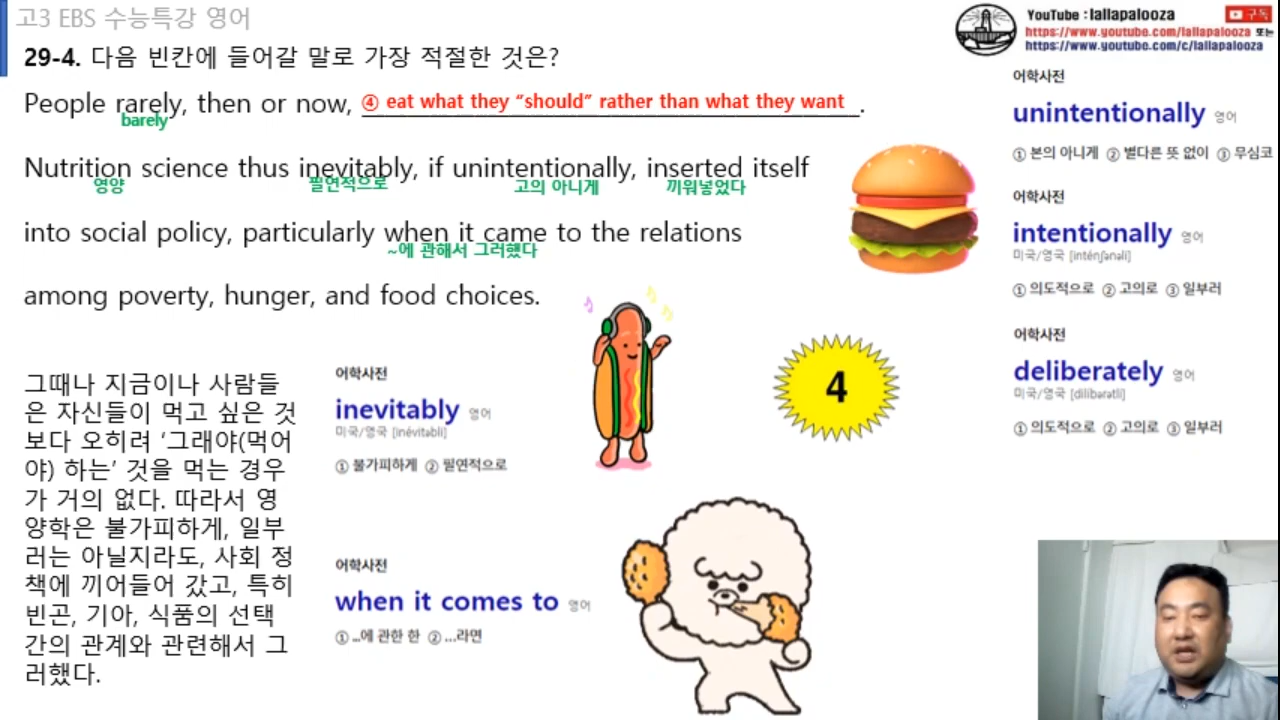 고3 EBS 수능특강 영어
YouTube : lallapalooza
구독
https://www.youtube.com/lallapalooza 또는
https://www.youtube.com/c/lallapalooza
29-4. 다음 빈칸에 들어갈 말로 가장 적절한 것은?
People rarely, then or now, ④ eat what they “should” rather than what they want.
barely
Nutrition science thus inevitably, if unintentionally, inserted itself
영양 필연적으로 고의 아니게 끼워넣었다
into social policy, particularly when it came to the relations
~에 관해서 그러했다
among poverty, hunger, and food choices.
4
그때나 지금이나 사람들
은 자신들이 먹고 싶은 것
보다 오히려 ‘그래야(먹어
야) 하는’ 것을 먹는 경우
가 거의 없다. 따라서 영
양학은 불가피하게, 일부
러는 아닐지라도, 사회 정
책에 끼어들어 갔고, 특히
빈곤, 기아, 식품의 선택
간의 관계와 관련해서 그
러했다.
어학사전
inevitably 영어
미국/영국 [inévitəbli]
① 불가피하게 ② 필연적으로
어학사전
when it comes to 영어
① ...에 관한 한 ② ...라면
어학사전
unintentionally 영어
① 본의 아니게 ② 별다른 뜻 없이 ③ 무심코
어학사전
intentionally 영어
미국/영국 [inténʃənəli]
① 의도적으로 ② 고의로 ③ 일부러
어학사전
deliberately 영어
미국/영국 [dilíbərətli]
① 의도적으로 ② 고의로 ③ 일부러